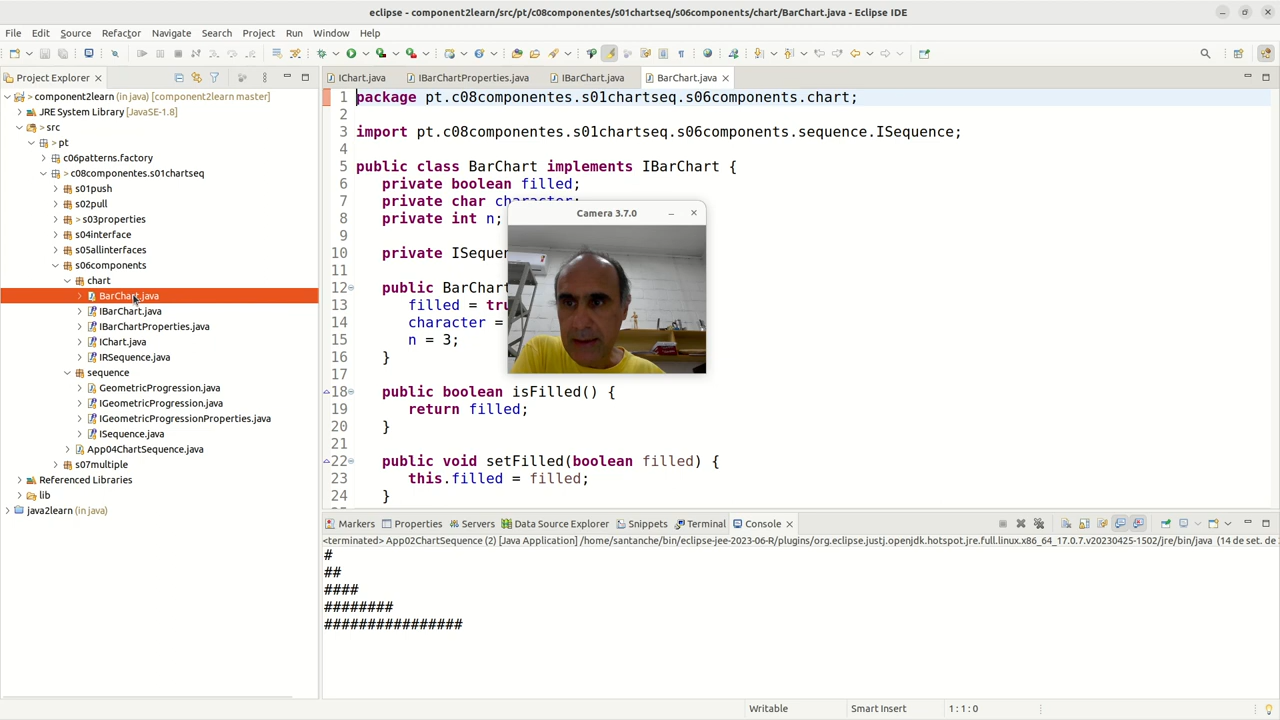 eclipse - component2learn/src/pt/c08componentes/s01chartseq/s06components/chart/BarChart.java - Eclipse IDE
File Edit Source Refactor Navigate Search Project Run Window Help
Project Explorer
IChart.java IBarChartProperties.java IBarChart.java BarChart.java
> component2learn (in java) [component2learn master]
JRE System Library [JavaSE-1.8]
> src
> pt
c06patterns.factory
> c08componentes.s01chartseq
s01push
s02pull
> s03properties
s04interface
s05allinterfaces
s06components
chart
BarChart.java
IBarChart.java
IBarChartProperties.java
IChart.java
IRSequence.java
sequence
GeometricProgression.java
IGeometricProgression.java
IGeometricProgressionProperties.java
ISequence.java
App04ChartSequence.java
s07multiple
Referenced Libraries
lib
java2learn (in java)
1 package pt.c08componentes.s01chartseq.s06components.chart;
2
3 import pt.c08componentes.s01chartseq.s06components.sequence.ISequence;
4
5 public class BarChart implements IBarChart {
6 private boolean filled;
7 private char character;
8 private int n;
9
10 private ISequen
11
12 public BarChart
13 filled = tru
14 character =
15 n = 3;
16 }
17
18 public boolean isFilled() {
19 return filled;
20 }
21
22 public void setFilled(boolean filled) {
23 this.filled = filled;
24 }
Camera 3.7.0
Markers Properties Servers Data Source Explorer Snippets Terminal Console
<terminated> App02ChartSequence (2) [Java Application] /home/santanche/bin/eclipse-jee-2023-06-R/plugins/org.eclipse.justj.openjdk.hotspot.jre.full.linux.x86_64_17.0.7.v20230425-1502/jre/bin/java (14 de set. de
#
##
####
########
################
Writable Smart Insert 1 : 1 : 0